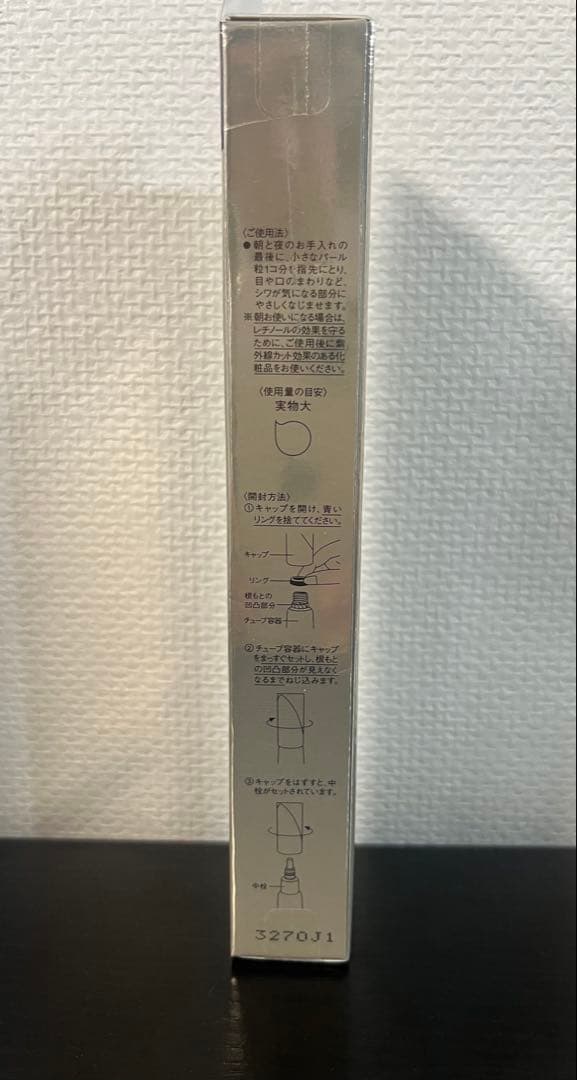 〈ご使用法〉
●朝と夜のお手入れの
最後に、小さなパール
粒1コ分を指先にとり、
目や口のまわりなど、
シワが気になる部分に
やさしくなじませます。
※朝お使いになる場合は、
レチノールの効果を守る
ために、ご使用後に紫
外線カット効果のある化
粧品をお使いください。
〈使用量の目安〉
実物大
〈開封方法〉
①キャップを開け、青い
リングを捨ててください。
キャップ
リング
根もとの
凹凸部分
チューブ容器
②チューブ容器にキャップ
をまっすぐセットし、根もと
の凹凸部分が見えなく
なるまでねじ込みます。
③キャップをはずすと、中
栓がセットされています。
中栓
3270J1